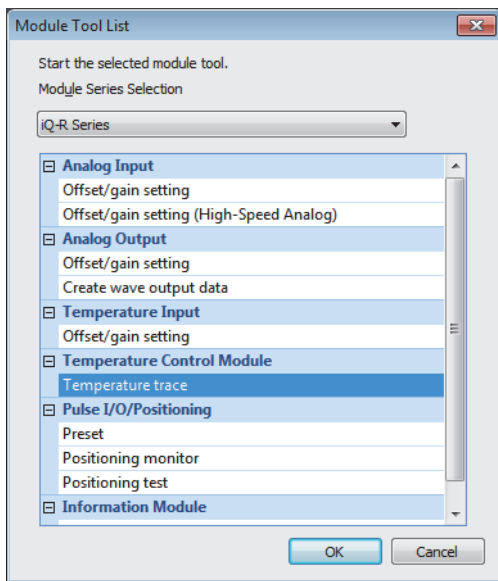 Module Tool List
Start the selected module tool.
Module Series Selection
iQ-R Series
Analog Input
Offset/gain setting
Offset/gain setting (High-Speed Analog)
Analog Output
Offset/gain setting
Create wave output data
Temperature Input
Offset/gain setting
Temperature Control Module
Temperature trace
Pulse I/O/Positioning
Preset
Positioning monitor
Positioning test
Information Module
OK Cancel